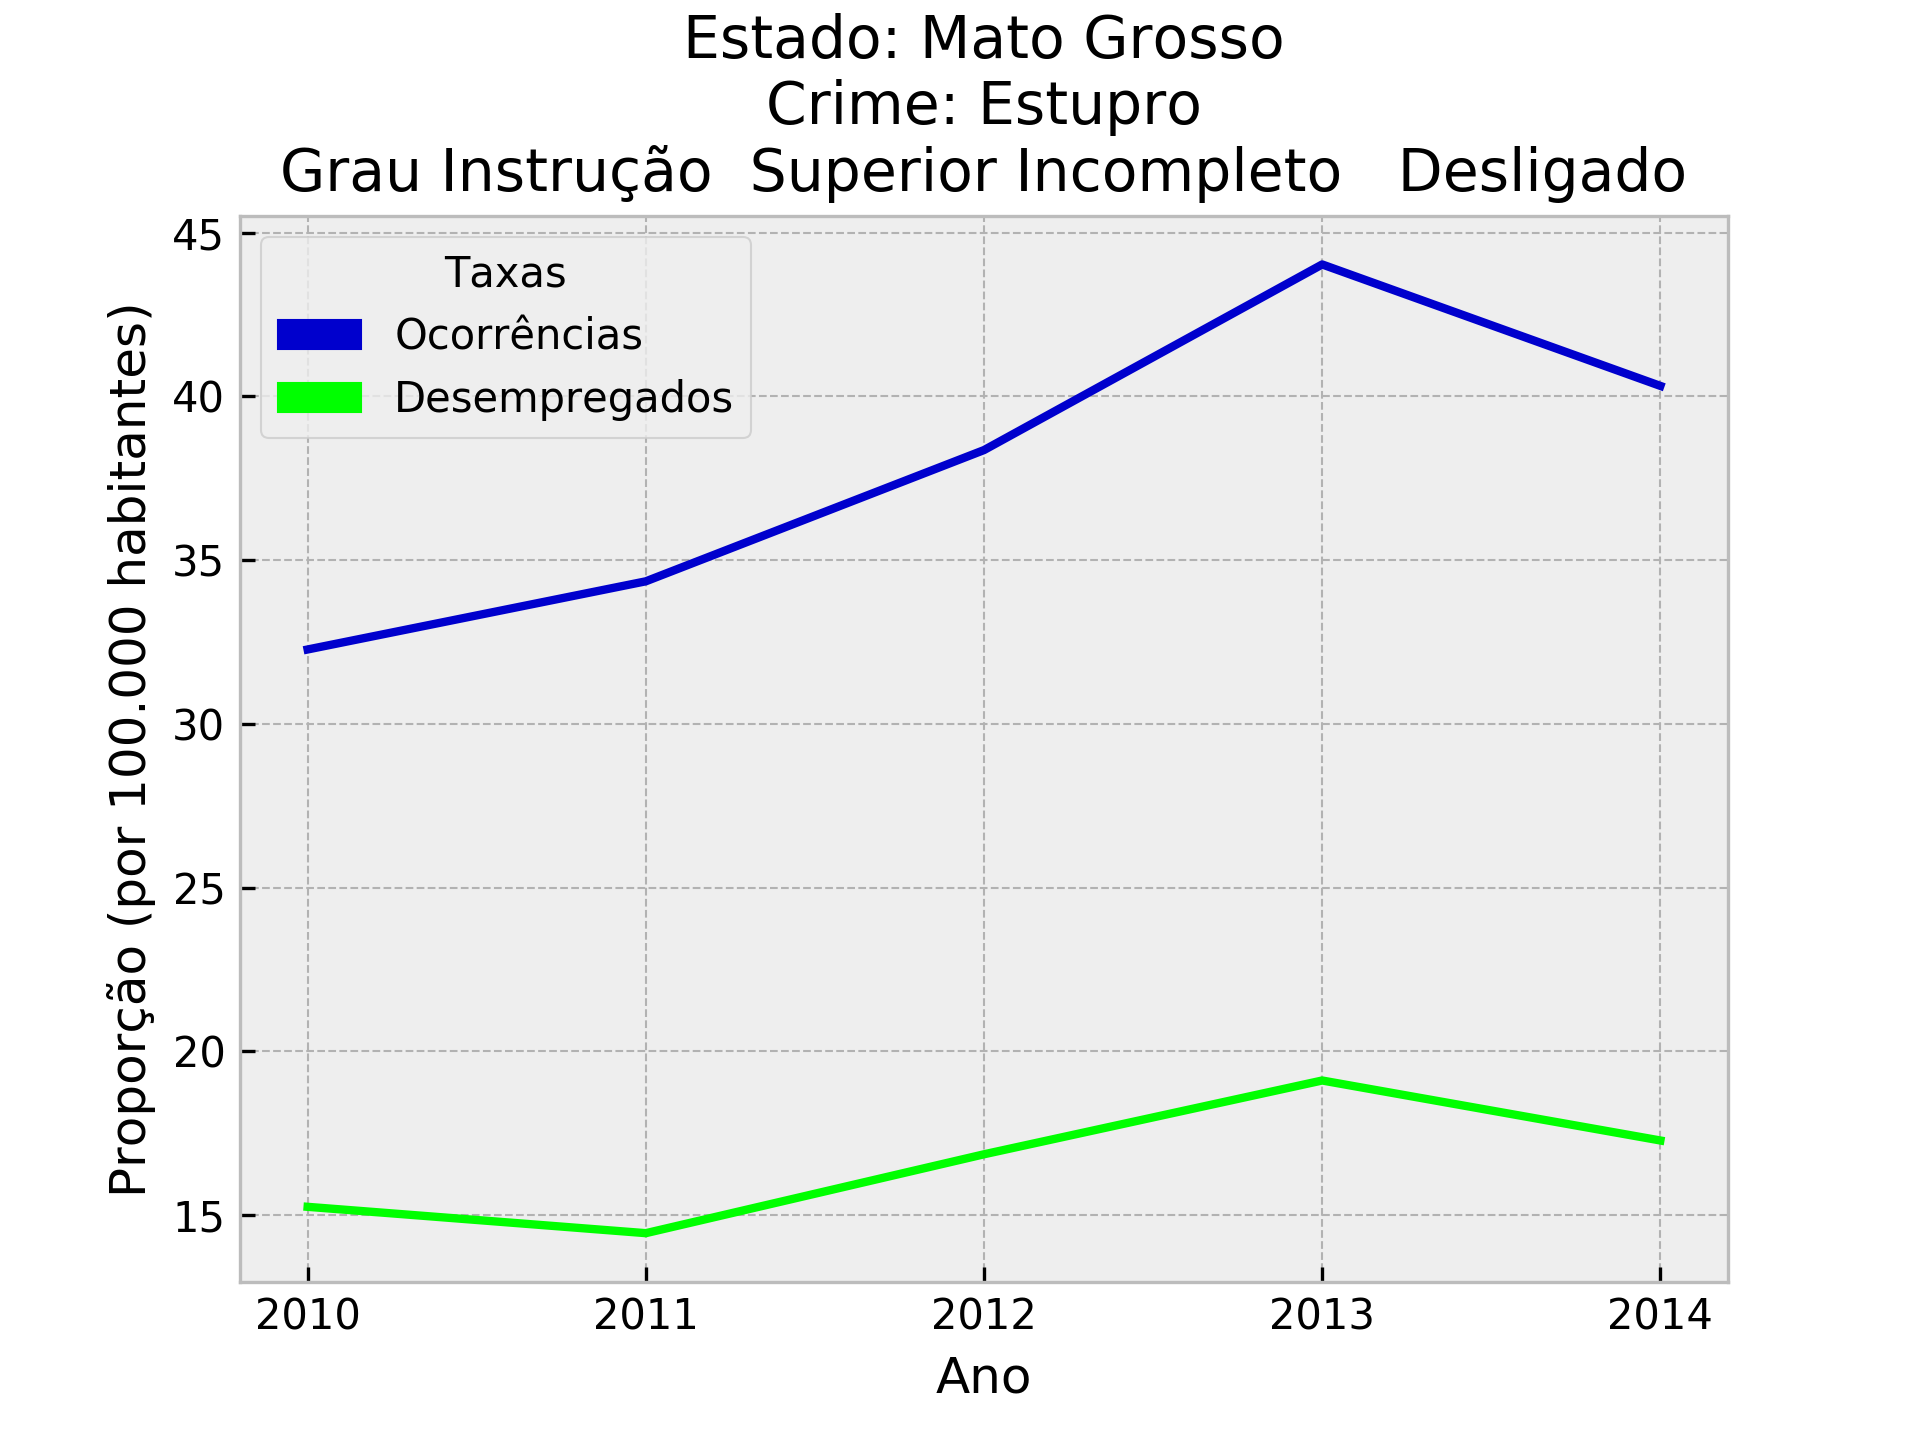 Estado: Mato Grosso
Crime: Estupro
Grau Instrução  Superior Incompleto   Desligado
Taxas
Ocorrências
Desempregados
Proporção (por 100.000 habitantes)
45
40
35
30
25
20
15
2010 2011 2012 2013 2014
Ano